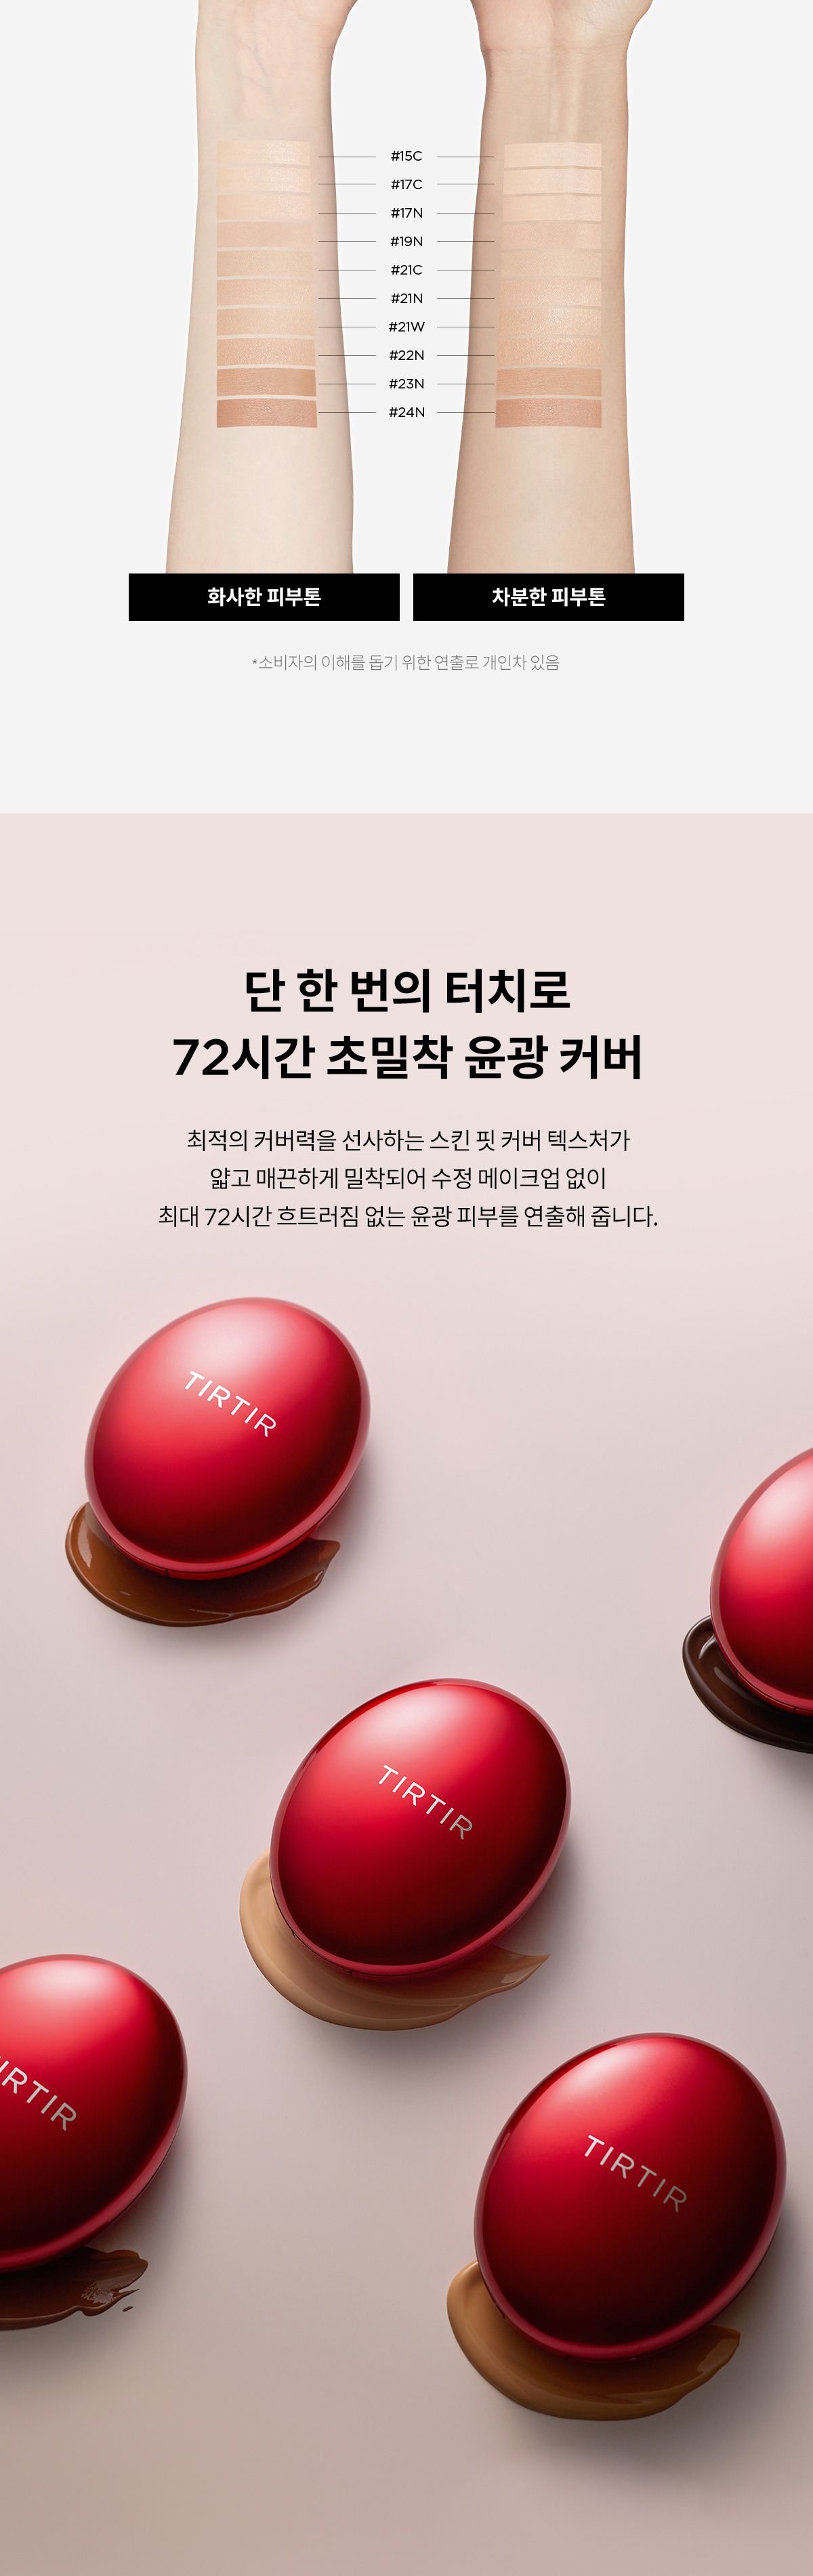 #15C
#17C
#17N
#19N
#21C
#21N
#21W
#22N
#23N
#24N
화사한 피부톤
차분한 피부톤
*소비자의 이해를 돕기 위한 연출로 개인차 있음
단 한 번의 터치로
72시간 초밀착 윤광 커버
최적의 커버력을 선사하는 스킨 핏 커버 텍스처가
얇고 매끈하게 밀착되어 수정 메이크업 없이
최대 72시간 흐트러짐 없는 윤광 피부를 연출해 줍니다.
TIRTIR
TIRTIR
IRTIR
TIRTIR